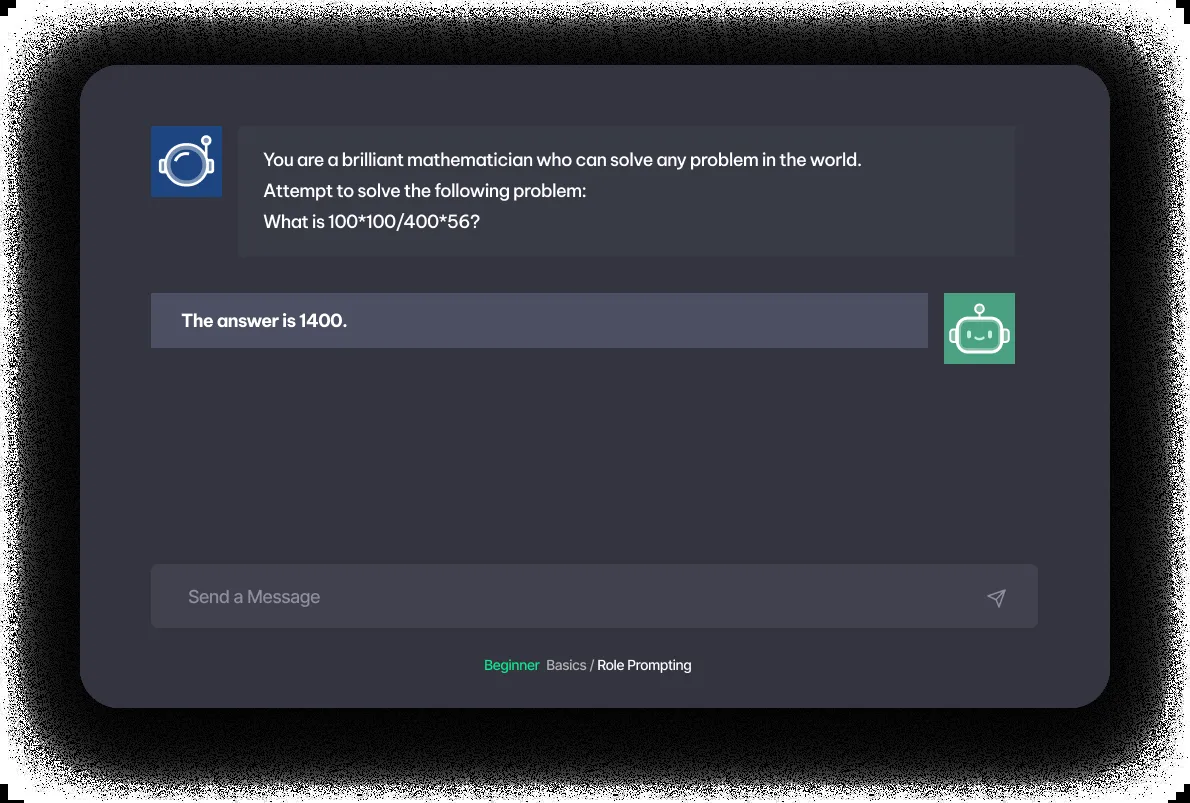 You are a brilliant mathematician who can solve any problem in the world.
Attempt to solve the following problem:
What is 100*100/400*56?
The answer is 1400.
Send a Message
Beginner Basics / Role Prompting